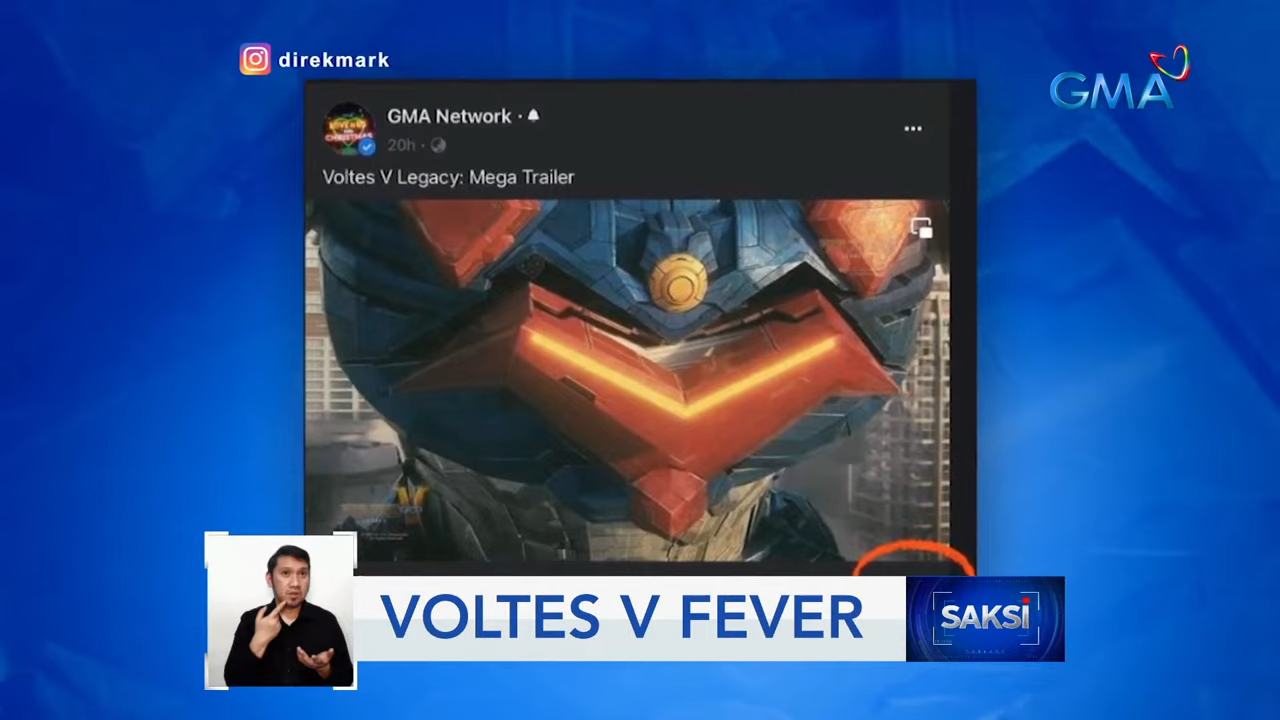 direkmark
GMA
GMA Network
20h
Voltes V Legacy: Mega Trailer
VOLTES V FEVER
SAKSI